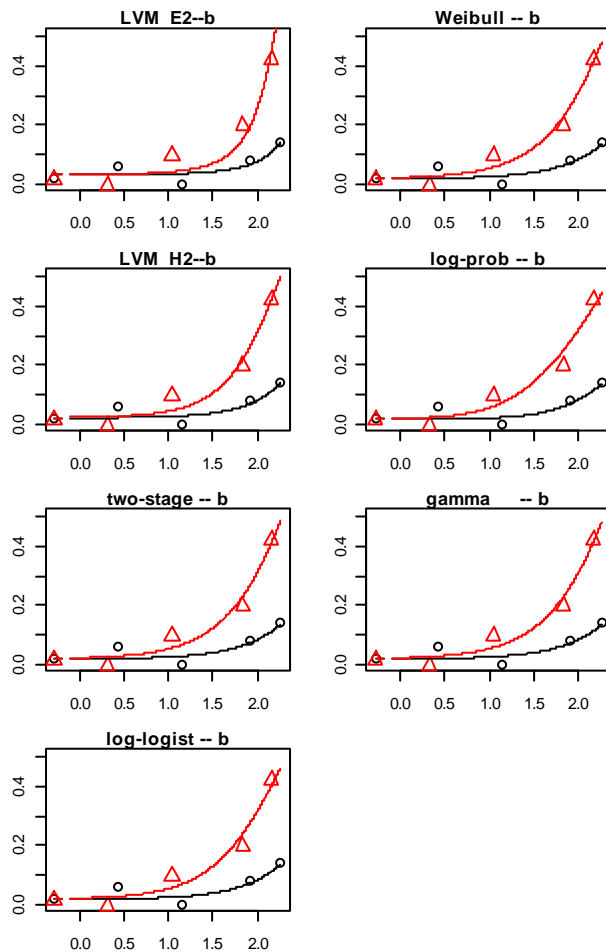 LVM E2--b
Weibull -- b
0.0 0.2 0.4
0.0 0.2 0.4
0.0 0.5 1.0 1.5 2.0
0.0 0.5 1.0 1.5 2.0
LVM H2--b
log-prob -- b
0.0 0.2 0.4
0.0 0.2 0.4
0.0 0.5 1.0 1.5 2.0
0.0 0.5 1.0 1.5 2.0
two-stage -- b
gamma -- b
0.0 0.2 0.4
0.0 0.2 0.4
0.0 0.5 1.0 1.5 2.0
0.0 0.5 1.0 1.5 2.0
log-logist -- b
0.0 0.2 0.4
0.0 0.5 1.0 1.5 2.0